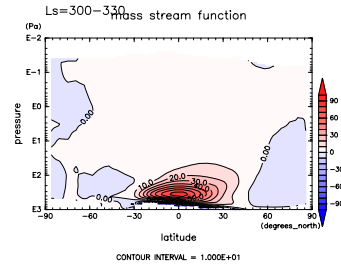 Ls=300-330
mass stream function
(Pa)
E-2
E-1
E0
E1
E2
E3
pressure
0.00
0.00
0
0.00
10.0
20.0
30.0
-90
-60
-30
0
30
60
90
(degrees_north)
latitude
90
60
30
0
-30
-60
-90
CONTOUR INTERVAL = 1.000E+01